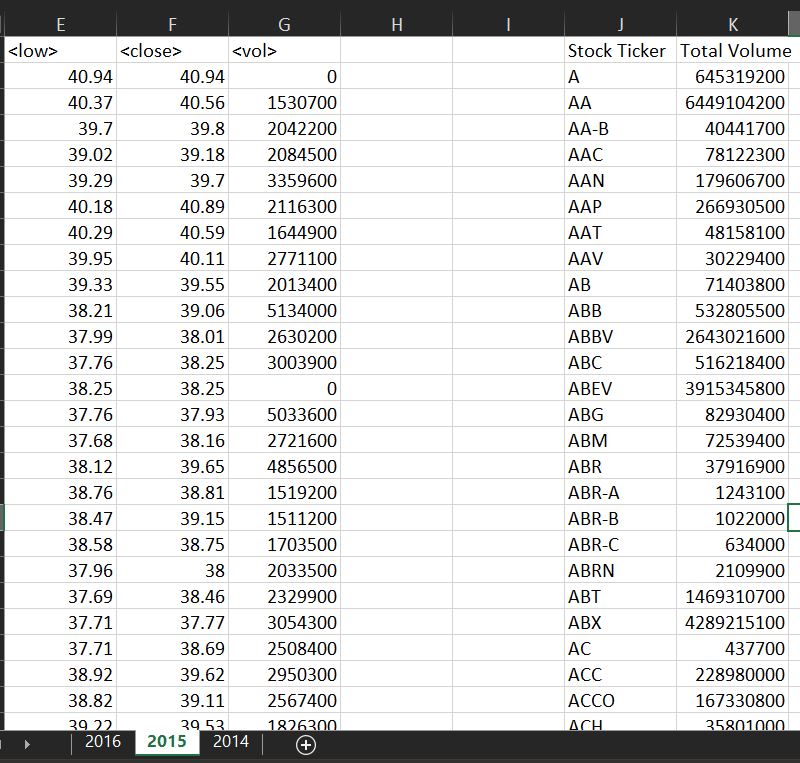 E F G H I J K
<low> <close> <vol> Stock Ticker Total Volume
40.94 40.94 0 A 645319200
40.37 40.56 1530700 AA 6449104200
39.7 39.8 2042200 AA-B 40441700
39.02 39.18 2084500 AAC 78122300
39.29 39.7 3359600 AAN 179606700
40.18 40.89 2116300 AAP 266930500
40.29 40.59 1644900 AAT 48158100
39.95 40.11 2771100 AAV 30229400
39.33 39.55 2013400 AB 71403800
38.21 39.06 5134000 ABB 532805500
37.99 38.01 2630200 ABBV 2643021600
37.76 38.25 3003900 ABC 516218400
38.25 38.25 0 ABEV 3915345800
37.76 37.93 5033600 ABG 82930400
37.68 38.16 2721600 ABM 72539400
38.12 39.65 4856500 ABR 37916900
38.76 38.81 1519200 ABR-A 1243100
38.47 39.15 1511200 ABR-B 1022000
38.58 38.75 1703500 ABR-C 634000
37.96 38 2033500 ABRN 2109900
37.69 38.46 2329900 ABT 1469310700
37.71 37.77 3054300 ABX 4289215100
37.71 38.69 2508400 AC 437700
38.92 39.62 2950300 ACC 228980000
38.82 39.11 2567400 ACCO 167330800
39.22 39.53 1826300 ACH 35801000
2016 2015 2014